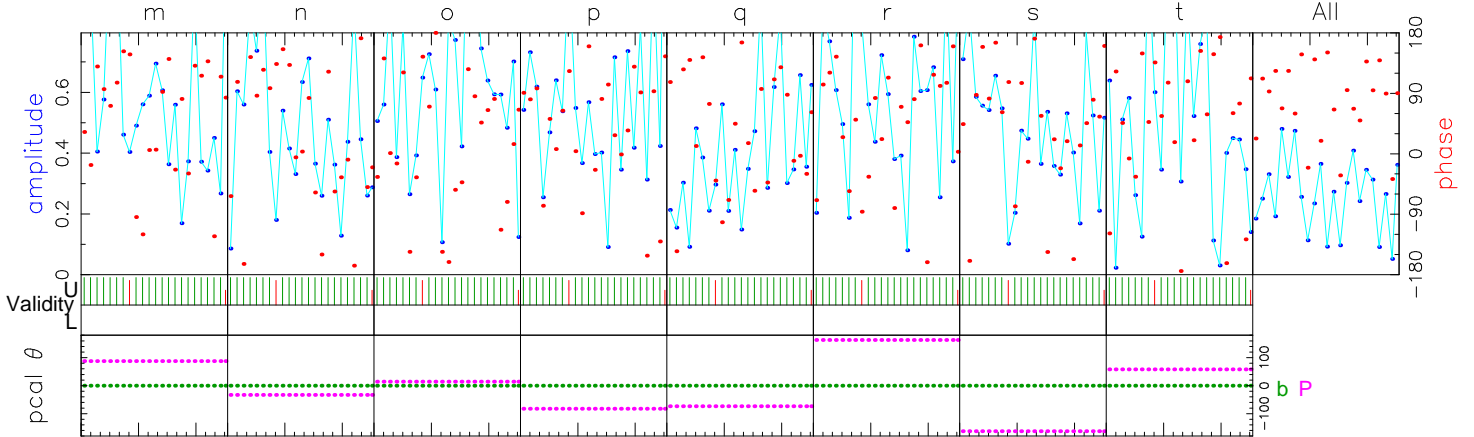 m n o p q r s t All
amplitude
0 0.2 0.4 0.6
phase
−180 −90 0 90 180
U
Validity
L
pcal θ
−100 0 100
b P